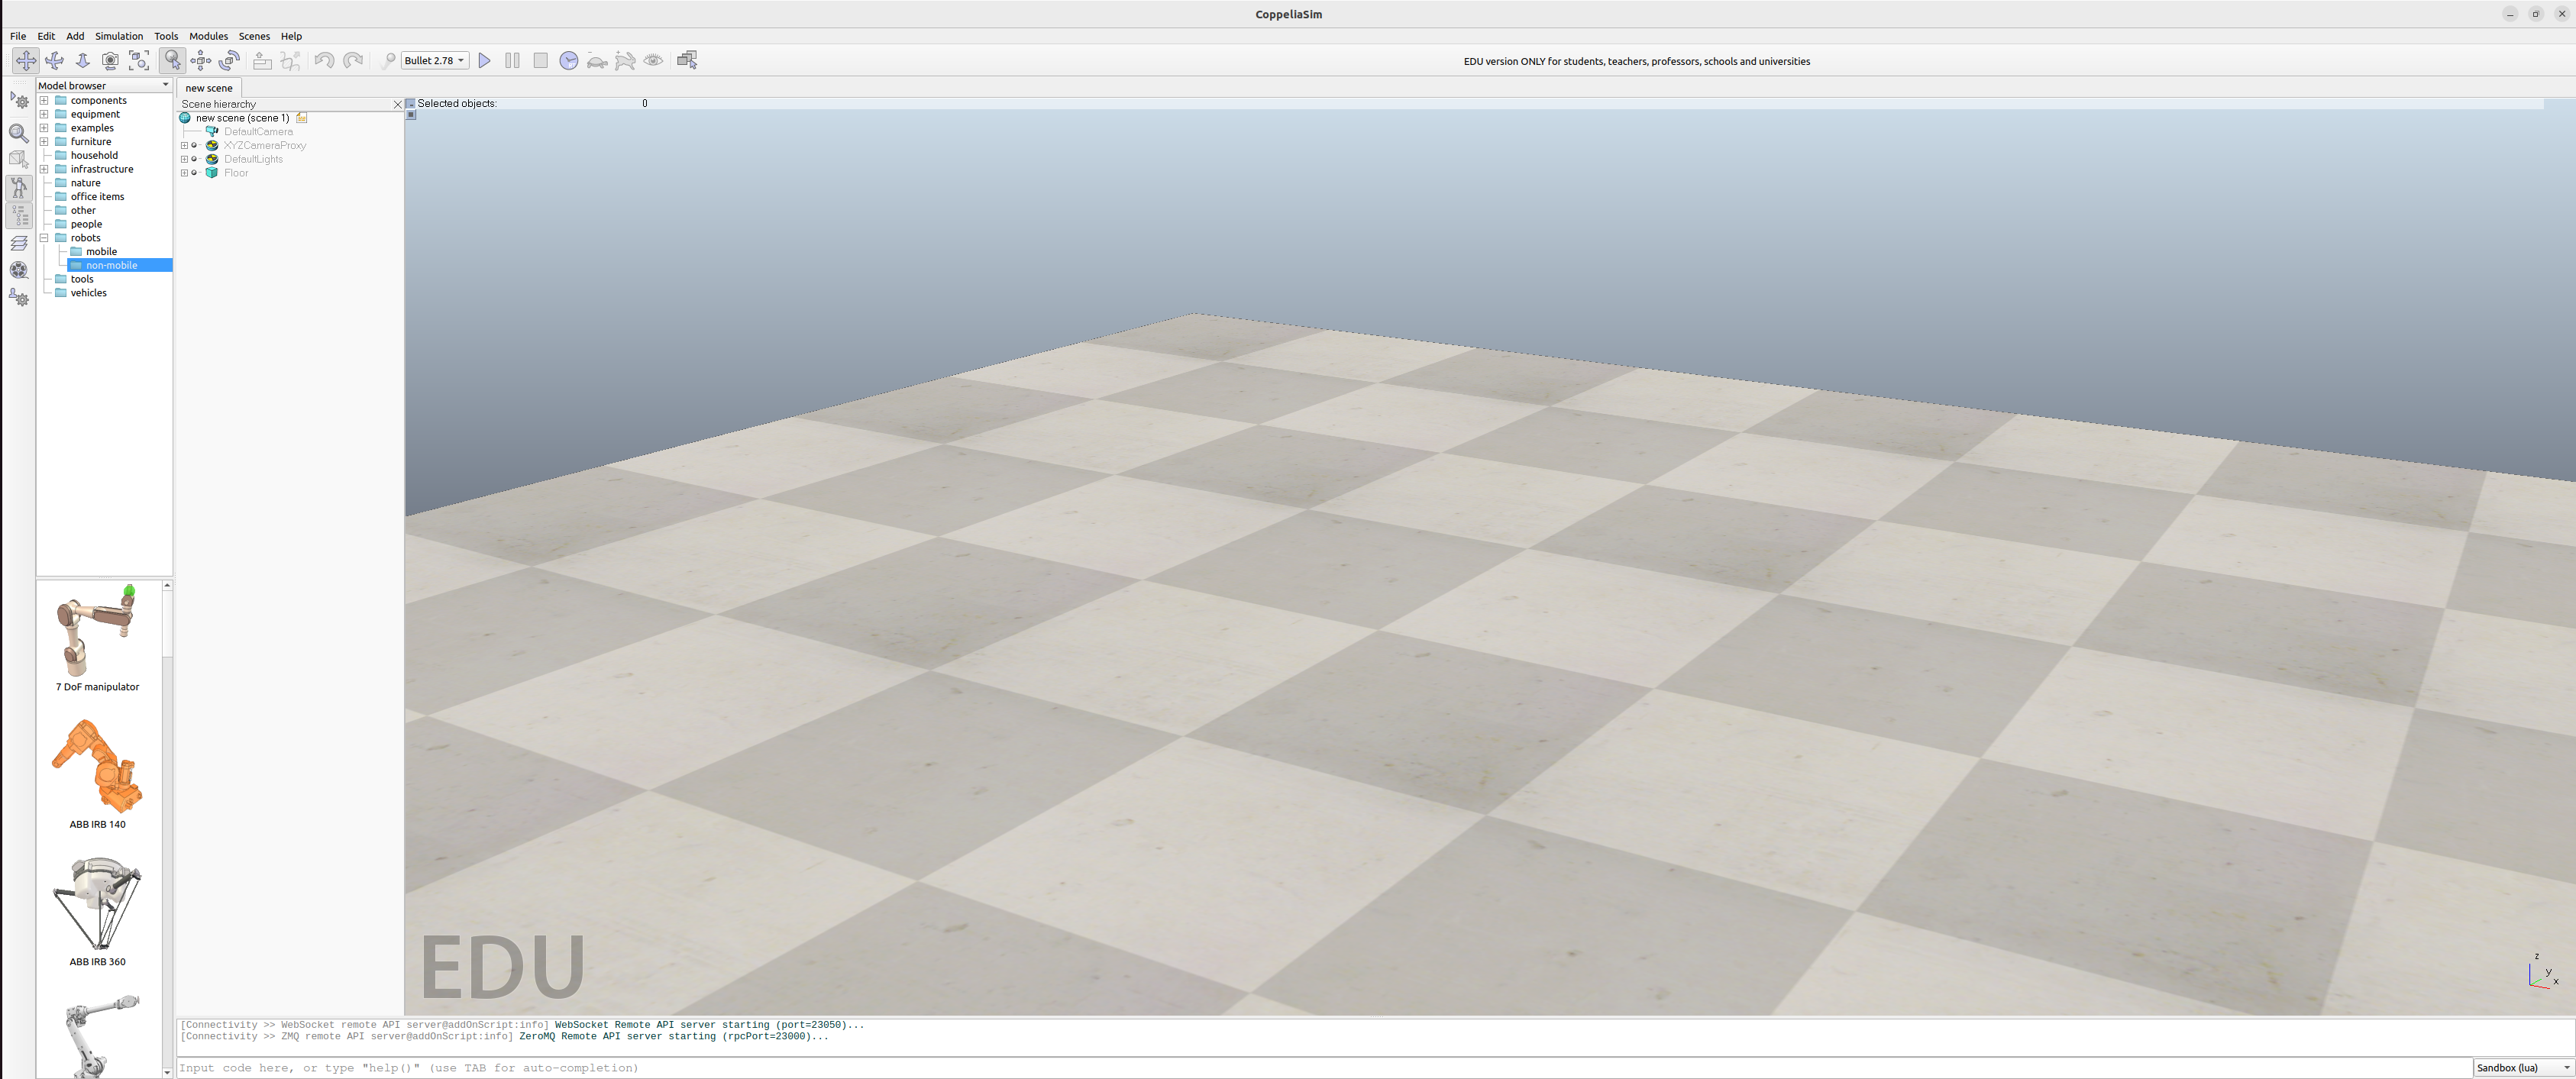 CoppeliaSim
File Edit Add Simulation Tools Modules Scenes Help
Bullet 2.78
EDU version ONLY for students, teachers, professors, schools and universities
Model browser
components
equipment
examples
furniture
household
infrastructure
nature
office items
other
people
robots
mobile
non-mobile
tools
vehicles
7 DoF manipulator
ABB IRB 140
ABB IRB 360
new scene
Scene hierarchy
new scene (scene 1)
DefaultCamera
XYZCameraProxy
DefaultLights
Floor
Selected objects: 0
EDU
z
y
x
[Connectivity >> WebSocket remote API server@addOnScript:info] WebSocket Remote API server starting (port=23050)...
[Connectivity >> ZMQ remote API server@addOnScript:info] ZeroMQ Remote API server starting (rpcPort=23000)...
Input code here, or type "help()" (use TAB for auto-completion)
Sandbox (lua)